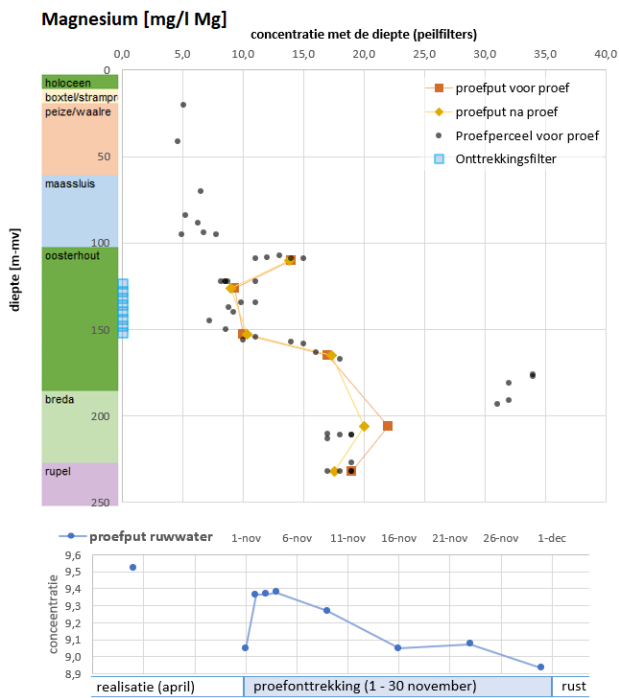 Magnesium [mg/l Mg]
concentratie met de diepte (peilfilters)
0,0 5,0 10,0 15,0 20,0 25,0 30,0 35,0 40,0
0
50
100
150
200
250
diepte [m-mv]
holoceen
boxtel/strampr
peize/waalre
maassluis
oosterhout
breda
rupel
proefput voor proef
proefput na proef
Proefperceel voor proef
Onttrekkingsfilter
proefput ruwwater
1-nov 6-nov 11-nov 16-nov 21-nov 26-nov 1-dec
9,6
9,5
9,4
9,3
9,2
9,1
9,0
8,9
conceentratie
realisatie (april) proefonttrekking (1 - 30 november) rust